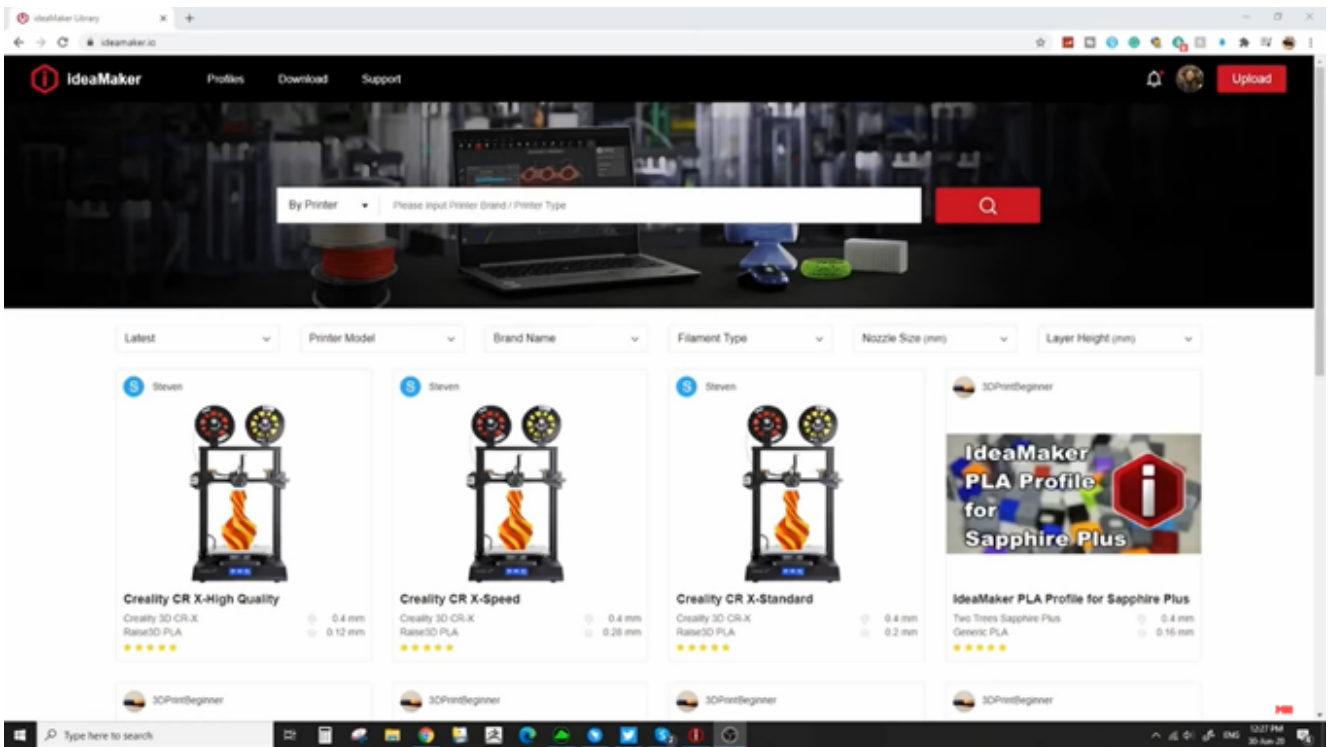 ideaMaker Library
ideamaker.io
ideaMaker Profiles Download Support Upload
By Printer Please Input Printer Brand / Printer Type
Latest Printer Model Brand Name Filament Type Nozzle Size (mm) Layer Height (mm)
S Steven S Steven S Steven 3DPrintBeginner
IdeaMaker
PLA Profile
for
Sapphire Plus
Creality CR X-High Quality Creality CR X-Speed Creality CR X-Standard IdeaMaker PLA Profile for Sapphire Plus
Creality 3D CR-X 0.4 mm Creality 3D CR-X 0.4 mm Creality 3D CR-X 0.4 mm Two Trees Sapphire Plus 0.4 mm
Raise3D PLA 0.12 mm Raise3D PLA 0.28 mm Raise3D PLA 0.2 mm Generic PLA 0.16 mm
3DPrintBeginner 3DPrintBeginner 3DPrintBeginner 3DPrintBeginner
Type here to search ENG 12:27 PM
30-Jun-20